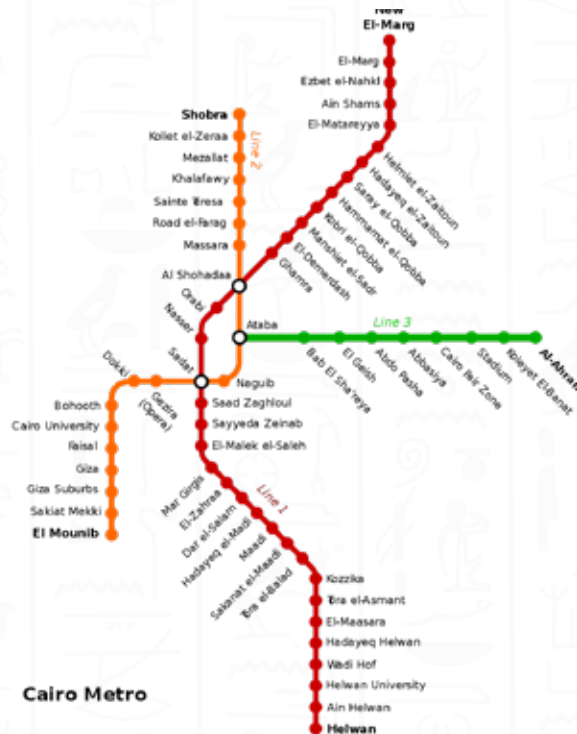 New
El-Marg
El-Marg
Ezbet el-Nahkl
Ain Shams
El-Matareyya
Helmiet el-Zaitoun
Hadayeq el-Zaitoun
Saray el-Qobba
Hammamat el-Qobba
Kobri el-Qobba
Manshiet el-Sadr
El-Demerdash
Ghamra
Shobra
Line 2
Koliet el-Zeraa
Mezallat
Khalafawy
Sainte Teresa
Road el-Farag
Massara
Al Shohadaa
Orabi
Nasser
Ataba
Line 3
Bab El Sha'reya
El Geish
Abdo Pasha
Abbasiya
Cairo Fair Zone
Stadium
Koleyet El-Banat
Al-Ahram
Sadat
Naguib
Dokki
Gezira
(Opera)
Bohooth
Cairo University
Faisal
Giza
Giza Suburbs
Sakiat Mekki
El Mounib
Saad Zaghloul
Sayyeda Zeinab
El-Malek el-Saleh
Line 1
Mar Girgis
El-Zahraa
Dar el-Salam
Hadayeq el-Madi
Maadi
Sakanat el-Maadi
Tora el-Balad
Kozzika
Tora el-Asmant
El-Maasara
Hadayeq Helwan
Wadi Hof
Helwan University
Ain Helwan
Helwan
Cairo Metro